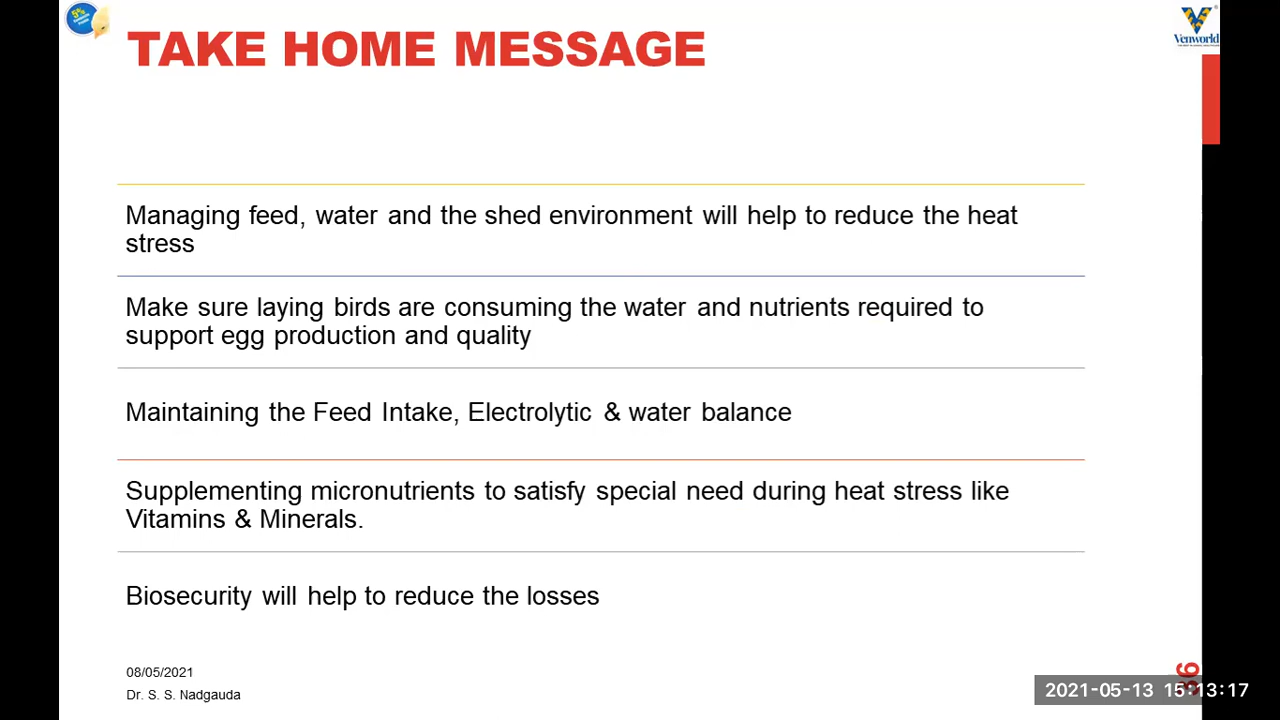 5%
TAKE HOME MESSAGE
Venworld
Managing feed, water and the shed environment will help to reduce the heat
stress
Make sure laying birds are consuming the water and nutrients required to
support egg production and quality
Maintaining the Feed Intake, Electrolytic & water balance
Supplementing micronutrients to satisfy special need during heat stress like
Vitamins & Minerals.
Biosecurity will help to reduce the losses
08/05/2021
Dr. S. S. Nadgauda
2021-05-13 15:13:17